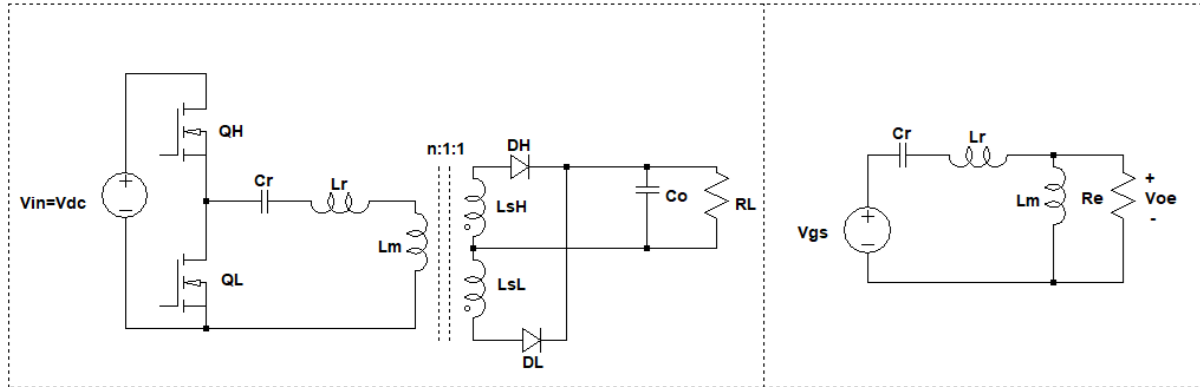 QH
Vin=Vdc
Cr
Lr
n:1:1
DH
LsH
Co
RL
Lm
QL
LsL
DL
Cr
Lr
Vgs
Lm
Re
+
Voe
-